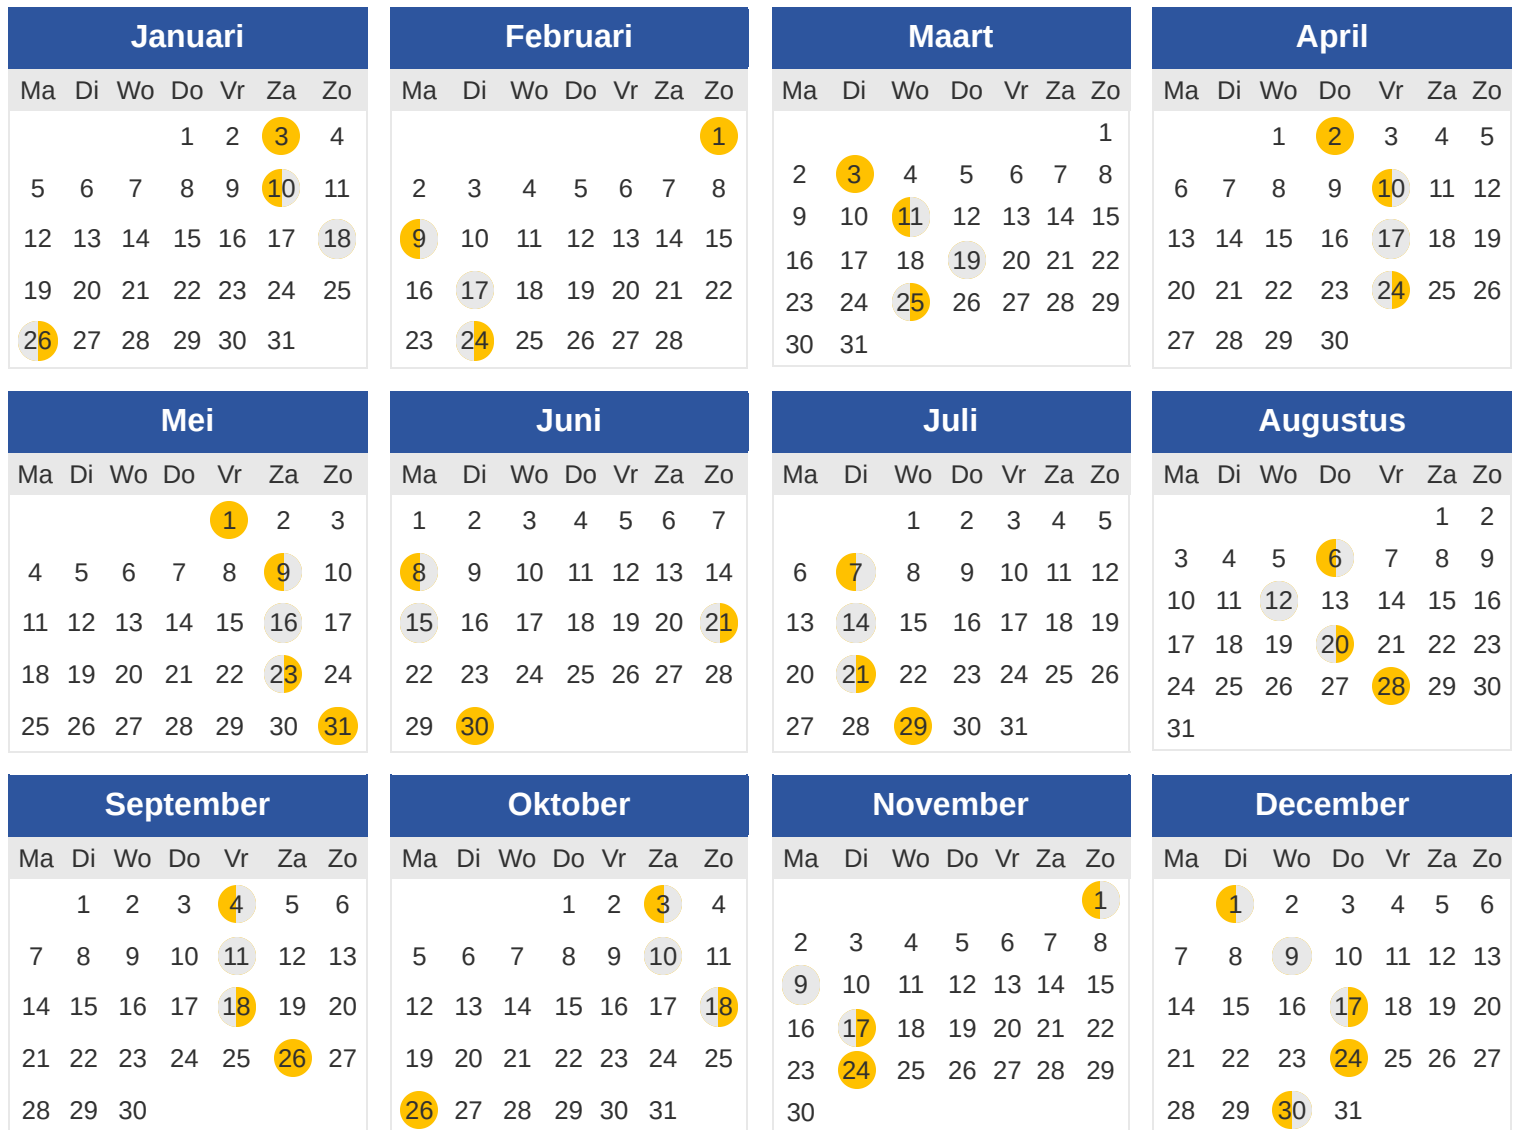 Januari
Ma Di Wo Do Vr Za Zo
1 2 3 4
5 6 7 8 9 10 11
12 13 14 15 16 17 18
19 20 21 22 23 24 25
26 27 28 29 30 31
Februari
Ma Di Wo Do Vr Za Zo
1
2 3 4 5 6 7 8
9 10 11 12 13 14 15
16 17 18 19 20 21 22
23 24 25 26 27 28
Maart
Ma Di Wo Do Vr Za Zo
1
2 3 4 5 6 7 8
9 10 11 12 13 14 15
16 17 18 19 20 21 22
23 24 25 26 27 28 29
30 31
April
Ma Di Wo Do Vr Za Zo
1 2 3 4 5
6 7 8 9 10 11 12
13 14 15 16 17 18 19
20 21 22 23 24 25 26
27 28 29 30
Mei
Ma Di Wo Do Vr Za Zo
1 2 3
4 5 6 7 8 9 10
11 12 13 14 15 16 17
18 19 20 21 22 23 24
25 26 27 28 29 30 31
Juni
Ma Di Wo Do Vr Za Zo
1 2 3 4 5 6 7
8 9 10 11 12 13 14
15 16 17 18 19 20 21
22 23 24 25 26 27 28
29 30
Juli
Ma Di Wo Do Vr Za Zo
1 2 3 4 5
6 7 8 9 10 11 12
13 14 15 16 17 18 19
20 21 22 23 24 25 26
27 28 29 30 31
Augustus
Ma Di Wo Do Vr Za Zo
1 2
3 4 5 6 7 8 9
10 11 12 13 14 15 16
17 18 19 20 21 22 23
24 25 26 27 28 29 30
31
September
Ma Di Wo Do Vr Za Zo
1 2 3 4 5 6
7 8 9 10 11 12 13
14 15 16 17 18 19 20
21 22 23 24 25 26 27
28 29 30
Oktober
Ma Di Wo Do Vr Za Zo
1 2 3 4
5 6 7 8 9 10 11
12 13 14 15 16 17 18
19 20 21 22 23 24 25
26 27 28 29 30 31
November
Ma Di Wo Do Vr Za Zo
1
2 3 4 5 6 7 8
9 10 11 12 13 14 15
16 17 18 19 20 21 22
23 24 25 26 27 28 29
30
December
Ma Di Wo Do Vr Za Zo
1 2 3 4 5 6
7 8 9 10 11 12 13
14 15 16 17 18 19 20
21 22 23 24 25 26 27
28 29 30 31